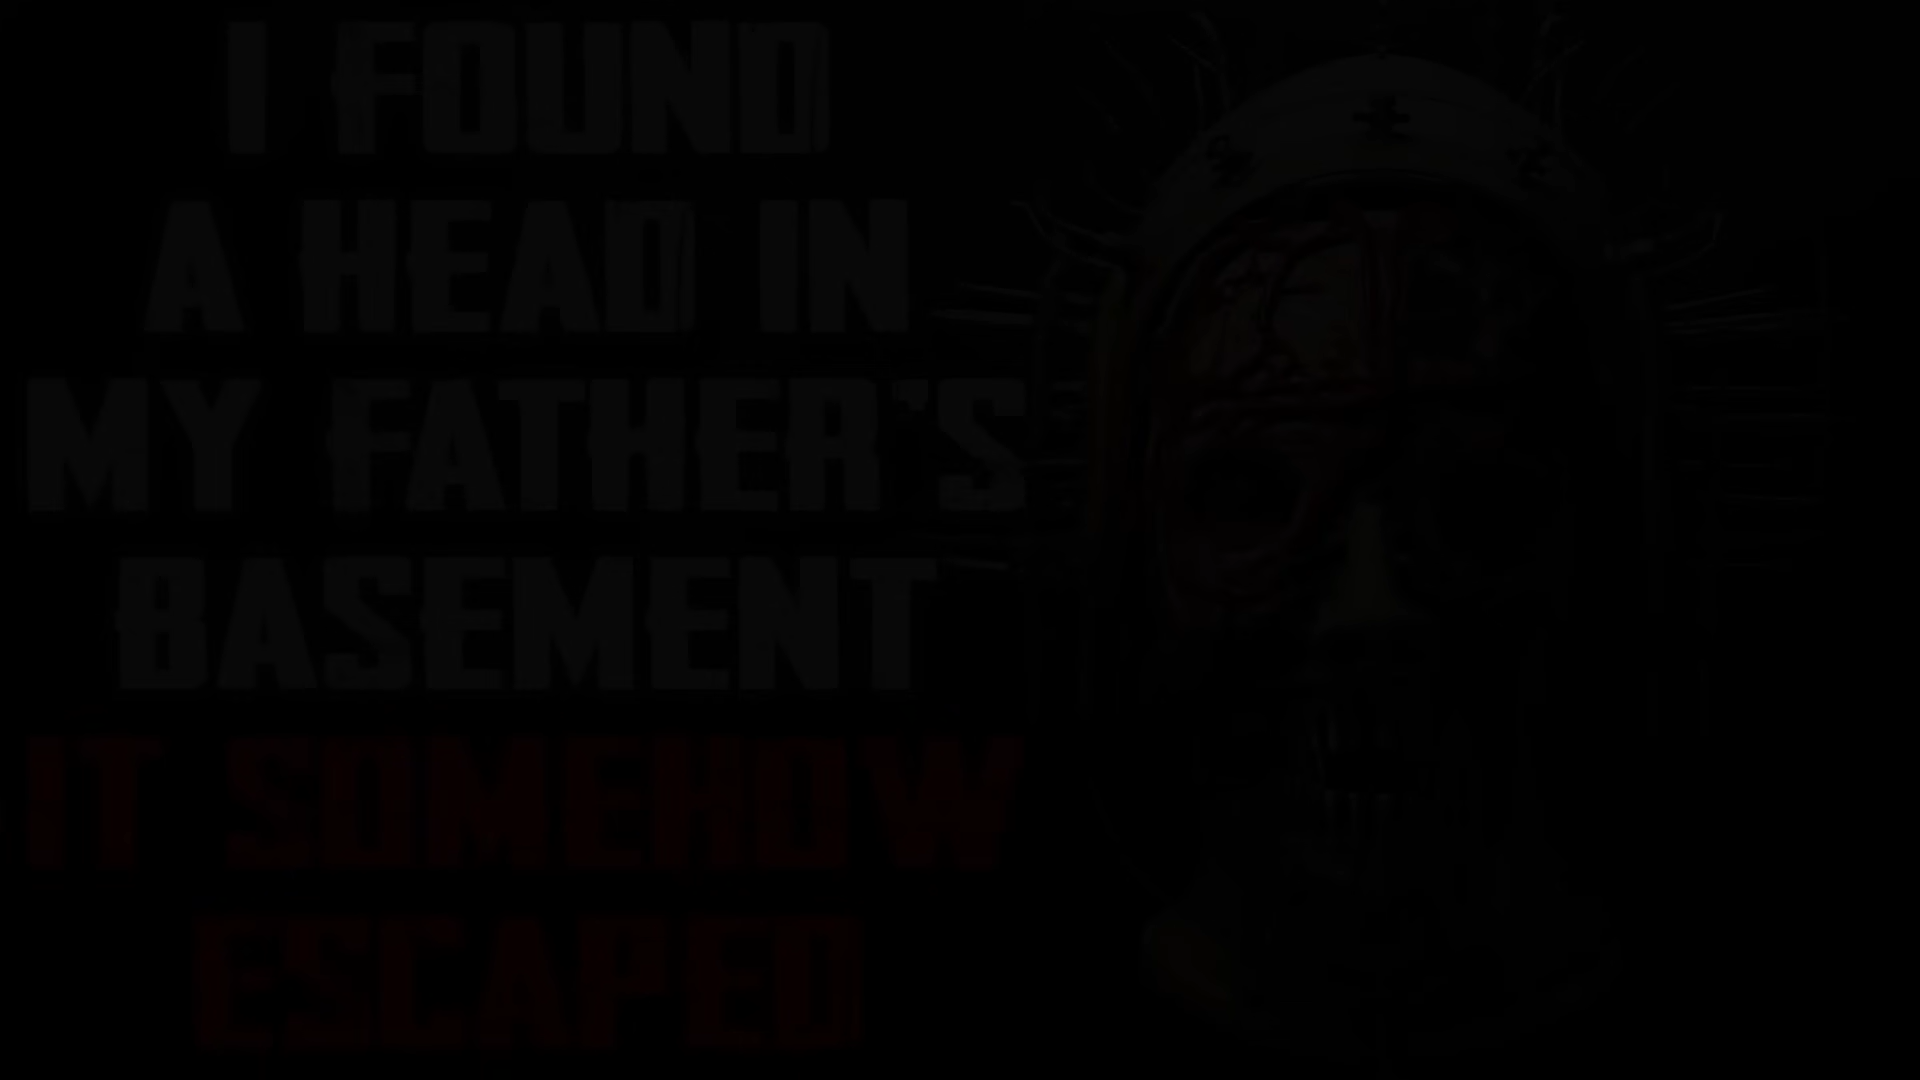 I FOUND
A HEAD IN
MY FATHER'S
BASEMENT
IT SOMEHOW
ESCAPED